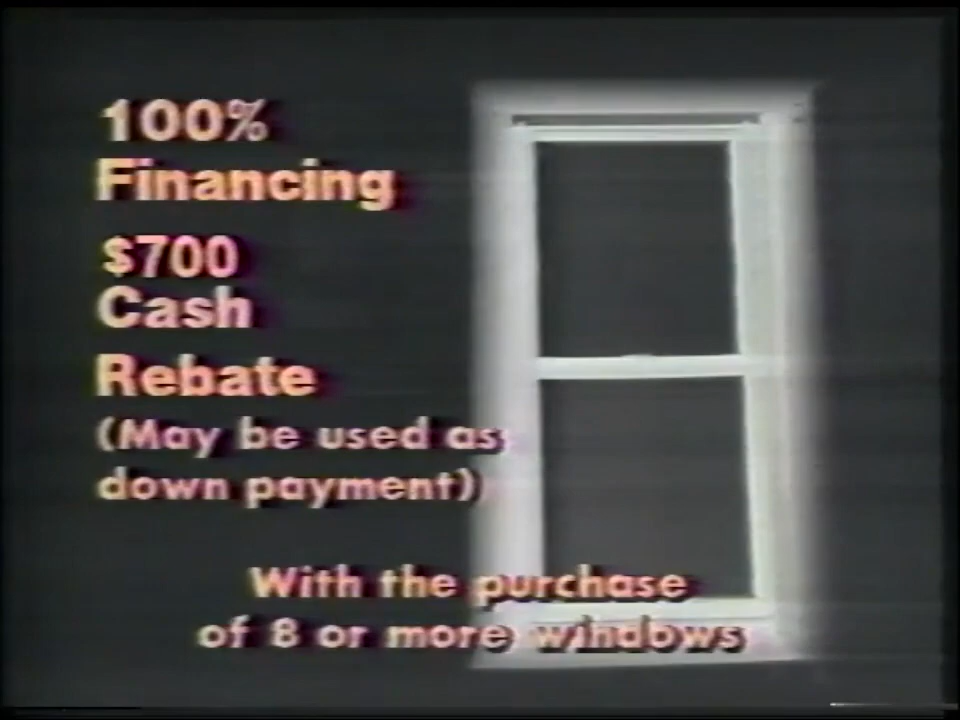 100%
Financing
$700
Cash
Rebate
(May be used as
down payment)
With the purchase
of 8 or more windows